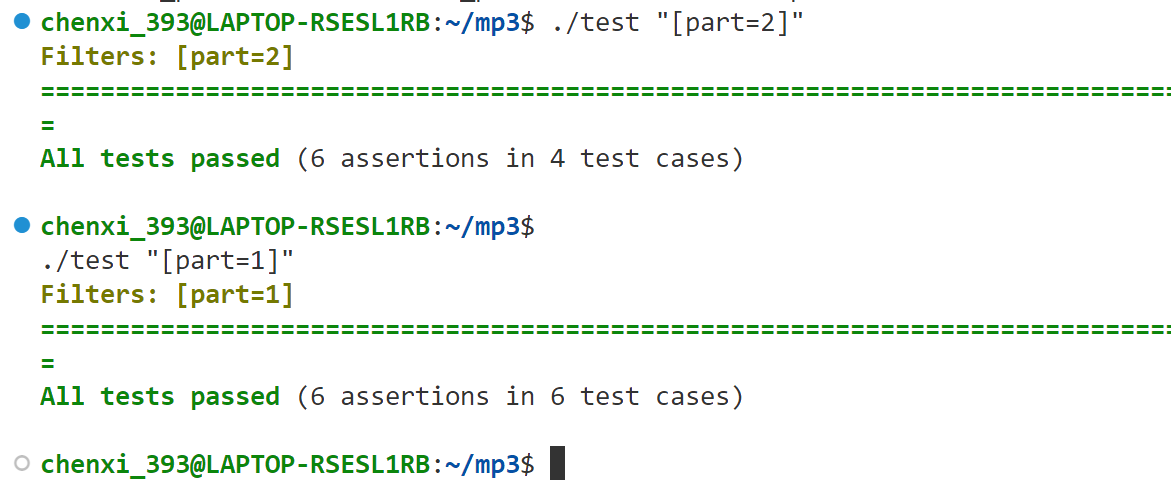 chenxi_393@LAPTOP-RSESL1RB:~/mp3$ ./test "[part=2]"
Filters: [part=2]
===============================================================================
All tests passed (6 assertions in 4 test cases)
chenxi_393@LAPTOP-RSESL1RB:~/mp3$
./test "[part=1]"
Filters: [part=1]
===============================================================================
All tests passed (6 assertions in 6 test cases)
chenxi_393@LAPTOP-RSESL1RB:~/mp3$